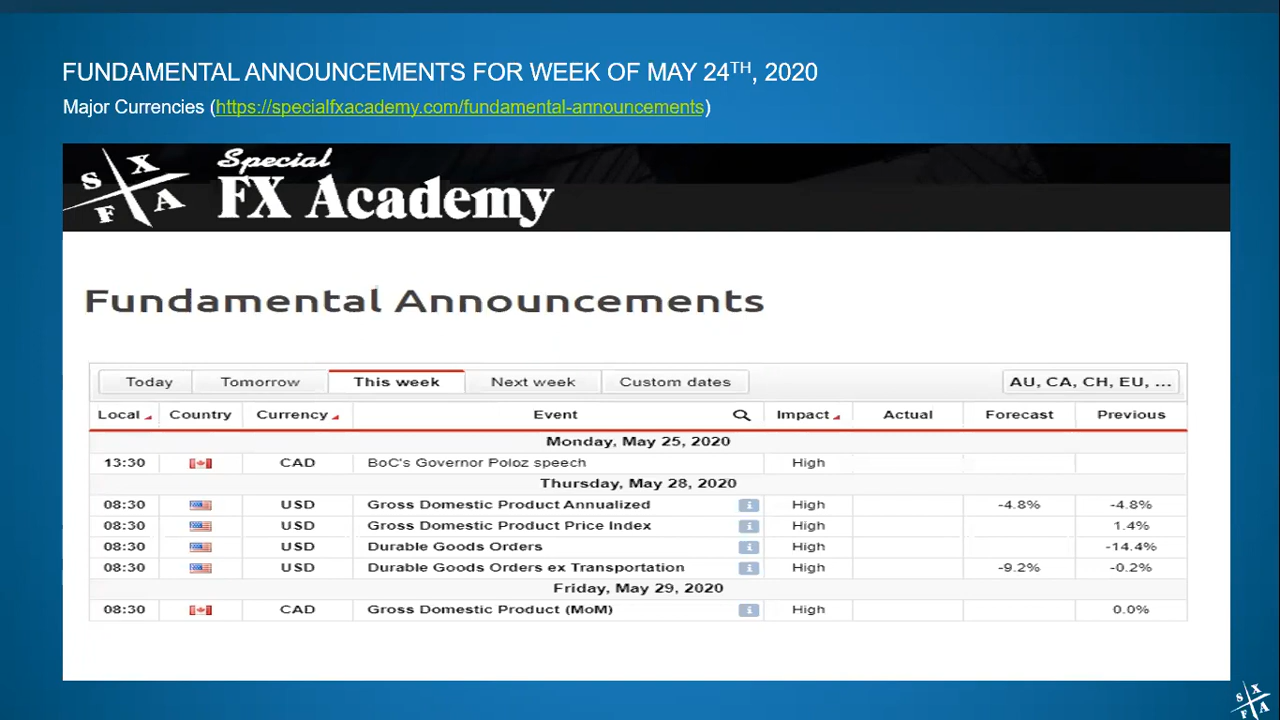 FUNDAMENTAL ANNOUNCEMENTS FOR WEEK OF MAY 24TH, 2020
Major Currencies (https://specialfxacademy.com/fundamental-announcements)
S X F A
Special
FX Academy
Fundamental Announcements
Today Tomorrow This week Next week Custom dates AU, CA, CH, EU, ...
Local Country Currency Event Impact Actual Forecast Previous
Monday, May 25, 2020
13:30 CAD BoC's Governor Poloz speech High
Thursday, May 28, 2020
08:30 USD Gross Domestic Product Annualized i High -4.8% -4.8%
08:30 USD Gross Domestic Product Price Index i High 1.4%
08:30 USD Durable Goods Orders i High -14.4%
08:30 USD Durable Goods Orders ex Transportation i High -9.2% -0.2%
Friday, May 29, 2020
08:30 CAD Gross Domestic Product (MoM) i High 0.0%
S X F A